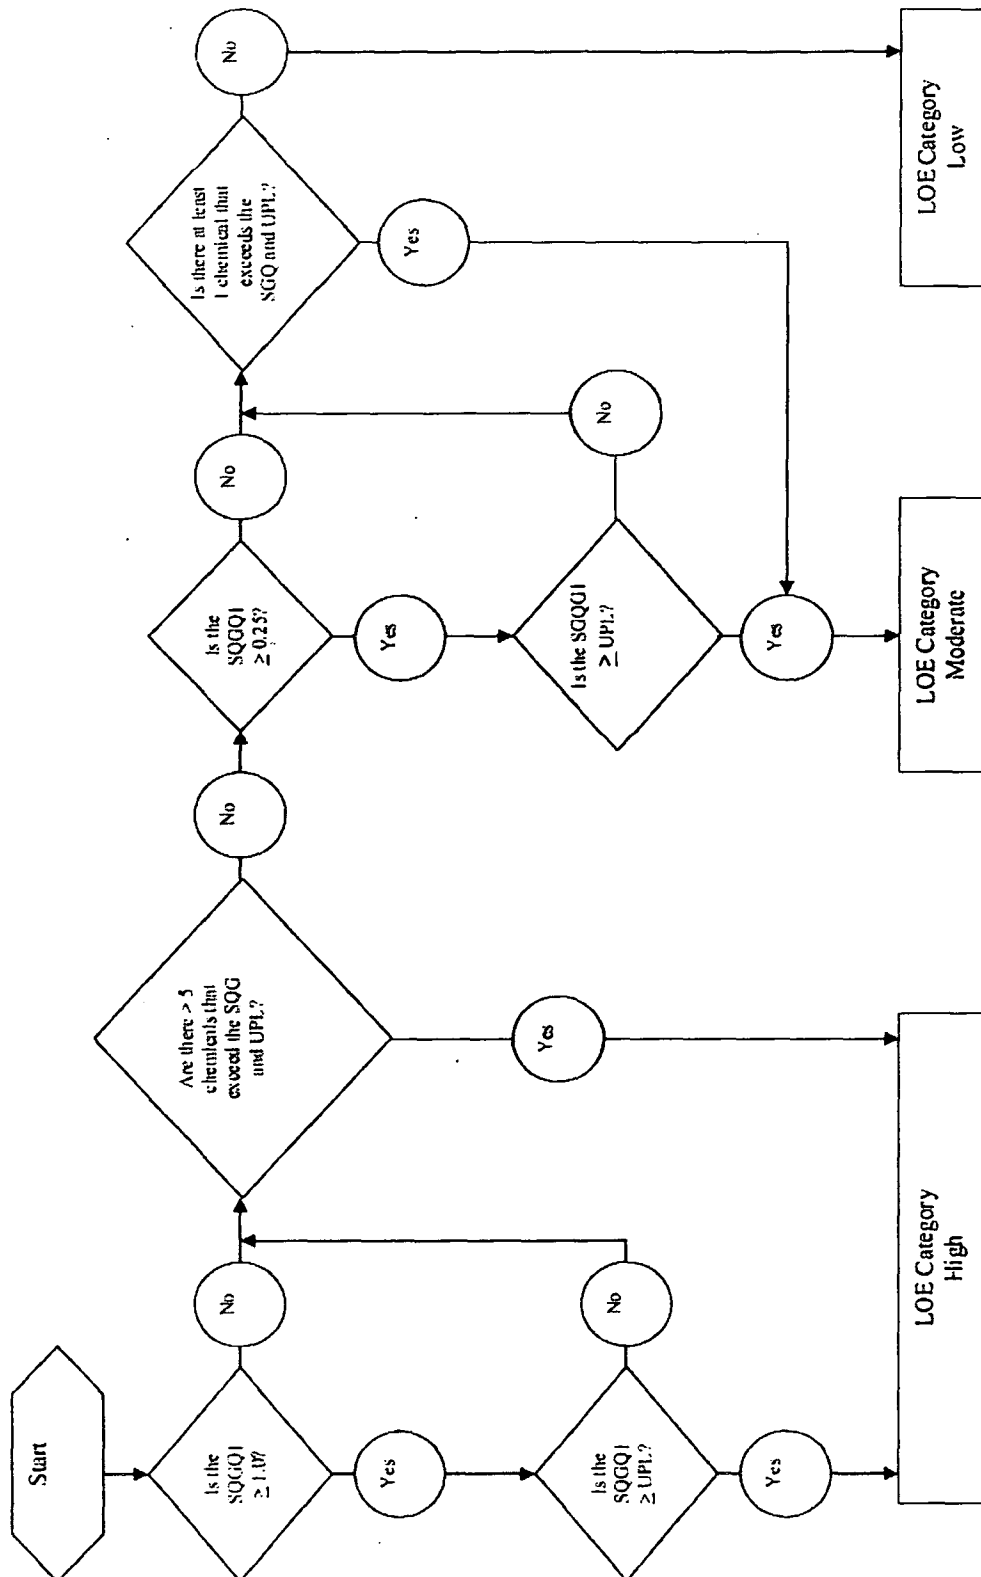 Start
Is the
SQGQ1
≥ 1.0?
No
Yes
Is the
SQGQ1
≥ UPL?
No
Yes
Are there > 5
chemicals that
exceed the SQG
and UPL?
No
Yes
LOE Category
High
Is the
SQGQ1
≥ 0.25?
No
Yes
Is the SGQG1
≥ UPL?
No
Yes
LOE Category
Moderate
Is there at least
1 chemical that
exceeds the
SGQ and UPL?
No
Yes
LOE Category
Low